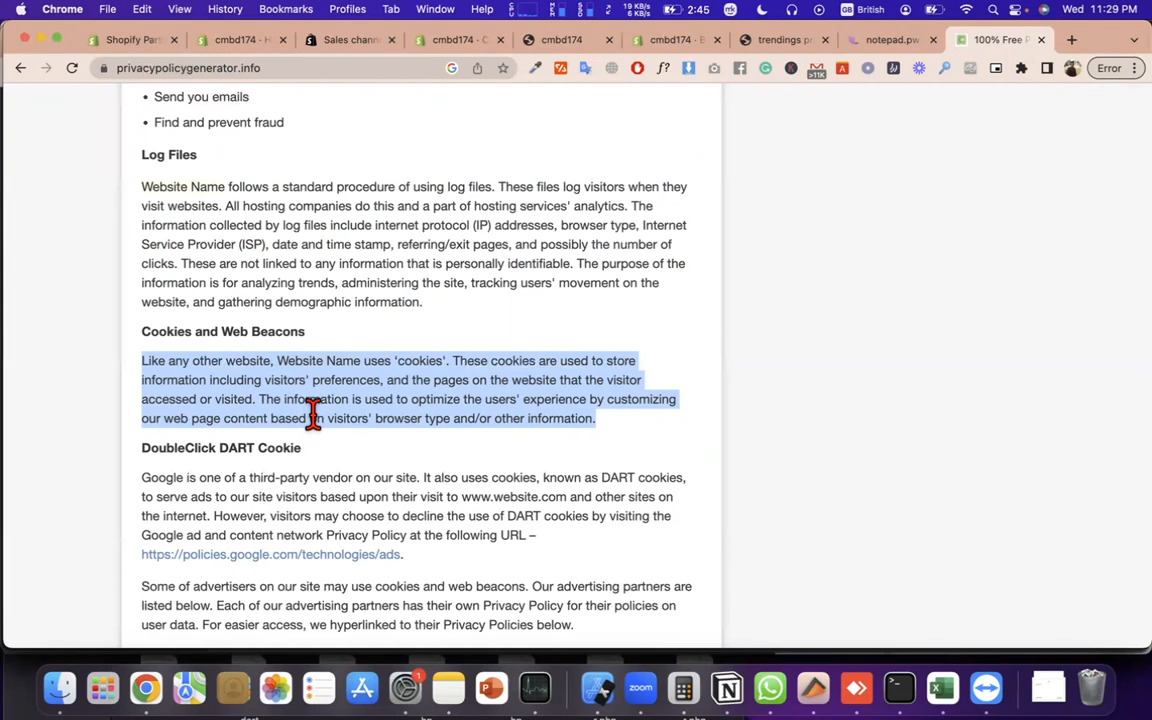 Chrome File Edit View History Bookmarks Profiles Tab Window Help 19 KB/s 6 KB/s 2:45 British Wed 11:29 PM
Shopify Par cmbd174 - H Sales chann cmbd174 - C cmbd174 cmbd174 - B trendings p notepad.pw 100% Free P
privacypolicygenerator.info >11K Error
• Send you emails
• Find and prevent fraud
Log Files
Website Name follows a standard procedure of using log files. These files log visitors when they
visit websites. All hosting companies do this and a part of hosting services' analytics. The
information collected by log files include internet protocol (IP) addresses, browser type, Internet
Service Provider (ISP), date and time stamp, referring/exit pages, and possibly the number of
clicks. These are not linked to any information that is personally identifiable. The purpose of the
information is for analyzing trends, administering the site, tracking users' movement on the
website, and gathering demographic information.
Cookies and Web Beacons
Like any other website, Website Name uses 'cookies'. These cookies are used to store
information including visitors' preferences, and the pages on the website that the visitor
accessed or visited. The information is used to optimize the users' experience by customizing
our web page content based on visitors' browser type and/or other information.
DoubleClick DART Cookie
Google is one of a third-party vendor on our site. It also uses cookies, known as DART cookies,
to serve ads to our site visitors based upon their visit to www.website.com and other sites on
the internet. However, visitors may choose to decline the use of DART cookies by visiting the
Google ad and content network Privacy Policy at the following URL –
https://policies.google.com/technologies/ads.
Some of advertisers on our site may use cookies and web beacons. Our advertising partners are
listed below. Each of our advertising partners has their own Privacy Policy for their policies on
user data. For easier access, we hyperlinked to their Privacy Policies below.
1
zoom